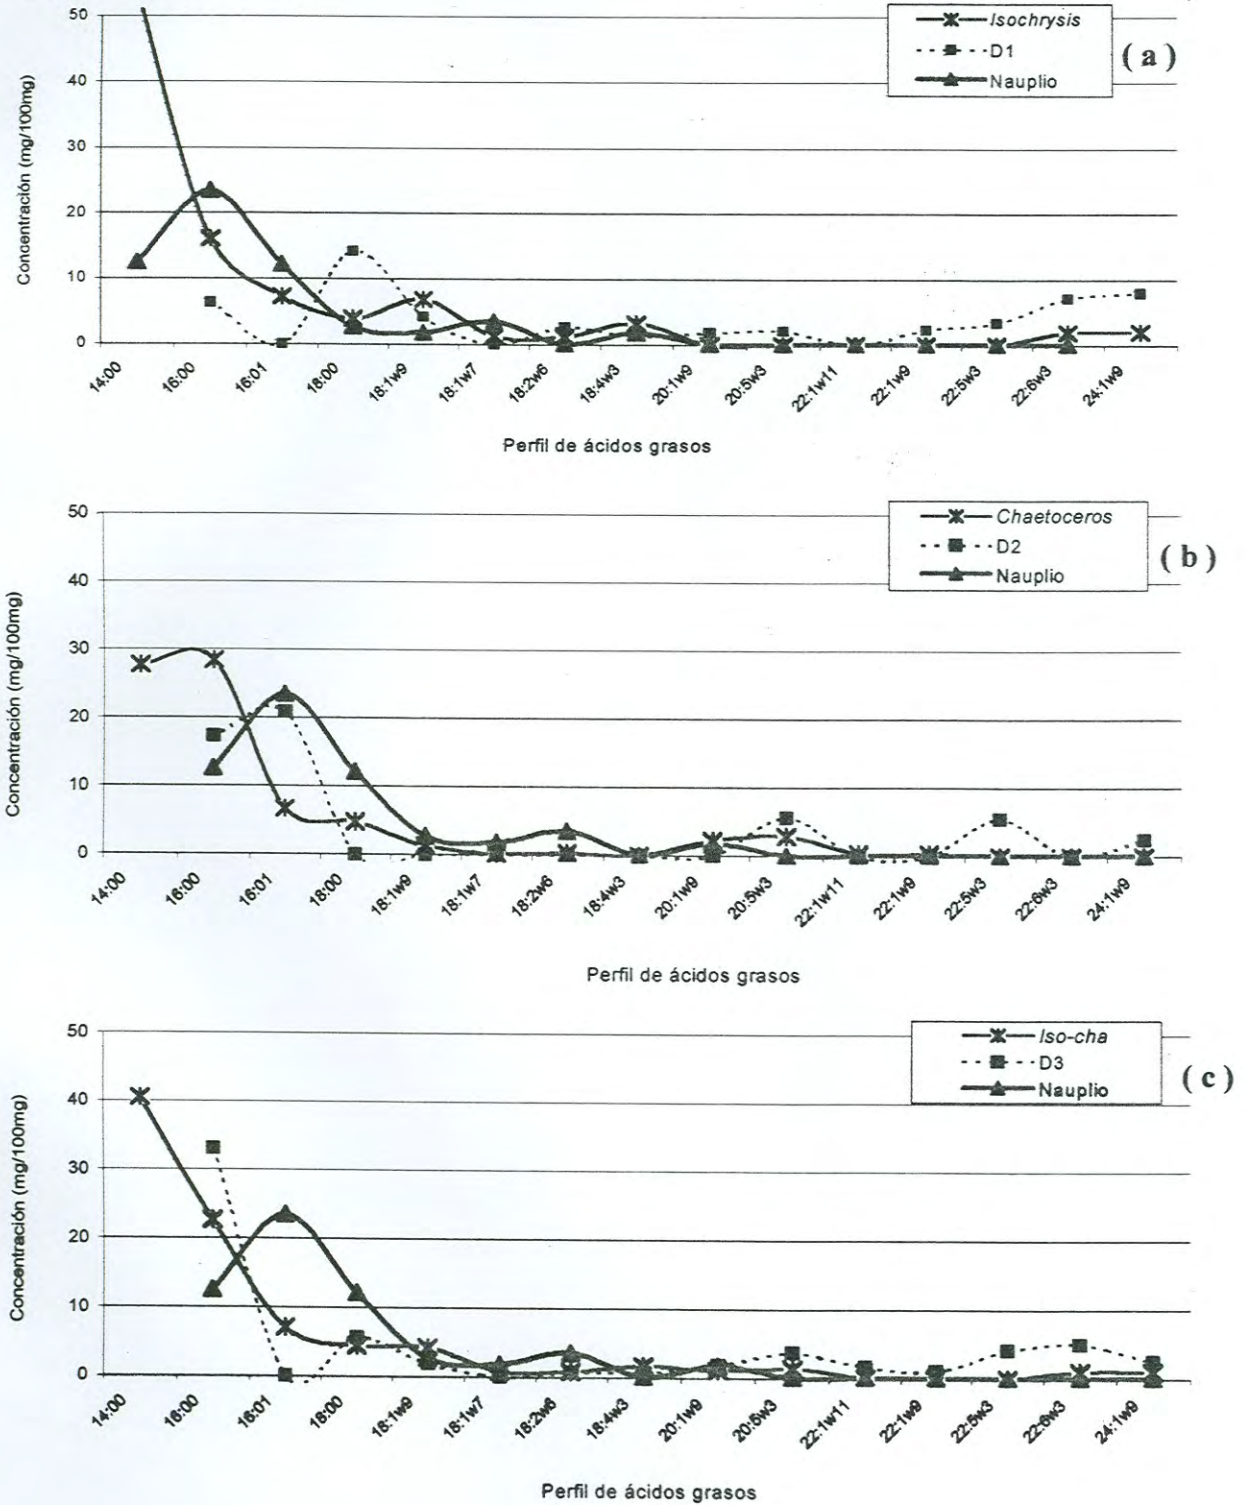 50
40
30
20
10
0
Concentración (mg/100mg)
Isochrysis
D1
Nauplio
( a )
14:00 16:00 16:01 18:00 18:1w9 18:1w7 18:2w6 18:4w3 20:1w9 20:5w3 22:1w11 22:1w9 22:5w3 22:6w3 24:1w9
Perfil de ácidos grasos
50
40
30
20
10
0
Concentración (mg/100mg)
Chaetoceros
D2
Nauplio
( b )
14:00 16:00 16:01 18:00 18:1w9 18:1w7 18:2w6 18:4w3 20:1w9 20:5w3 22:1w11 22:1w9 22:5w3 22:6w3 24:1w9
Perfil de ácidos grasos
50
40
30
20
10
0
Concentración (mg/100mg)
Iso-cha
D3
Nauplio
( c )
14:00 16:00 16:01 18:00 18:1w9 18:1w7 18:2w6 18:4w3 20:1w9 20:5w3 22:1w11 22:1w9 22:5w3 22:6w3 24:1w9
Perfil de ácidos grasos